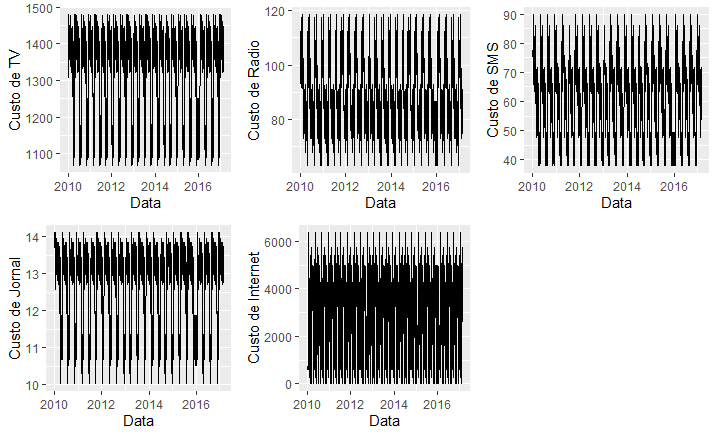 Custo de TV
1500
1400
1300
1200
1100
2010 2012 2014 2016
Data
Custo de Radio
120
100
80
2010 2012 2014 2016
Data
Custo de SMS
90
80
70
60
50
40
2010 2012 2014 2016
Data
Custo de Jornal
14
13
12
11
10
2010 2012 2014 2016
Data
Custo de Internet
6000
4000
2000
0
2010 2012 2014 2016
Data